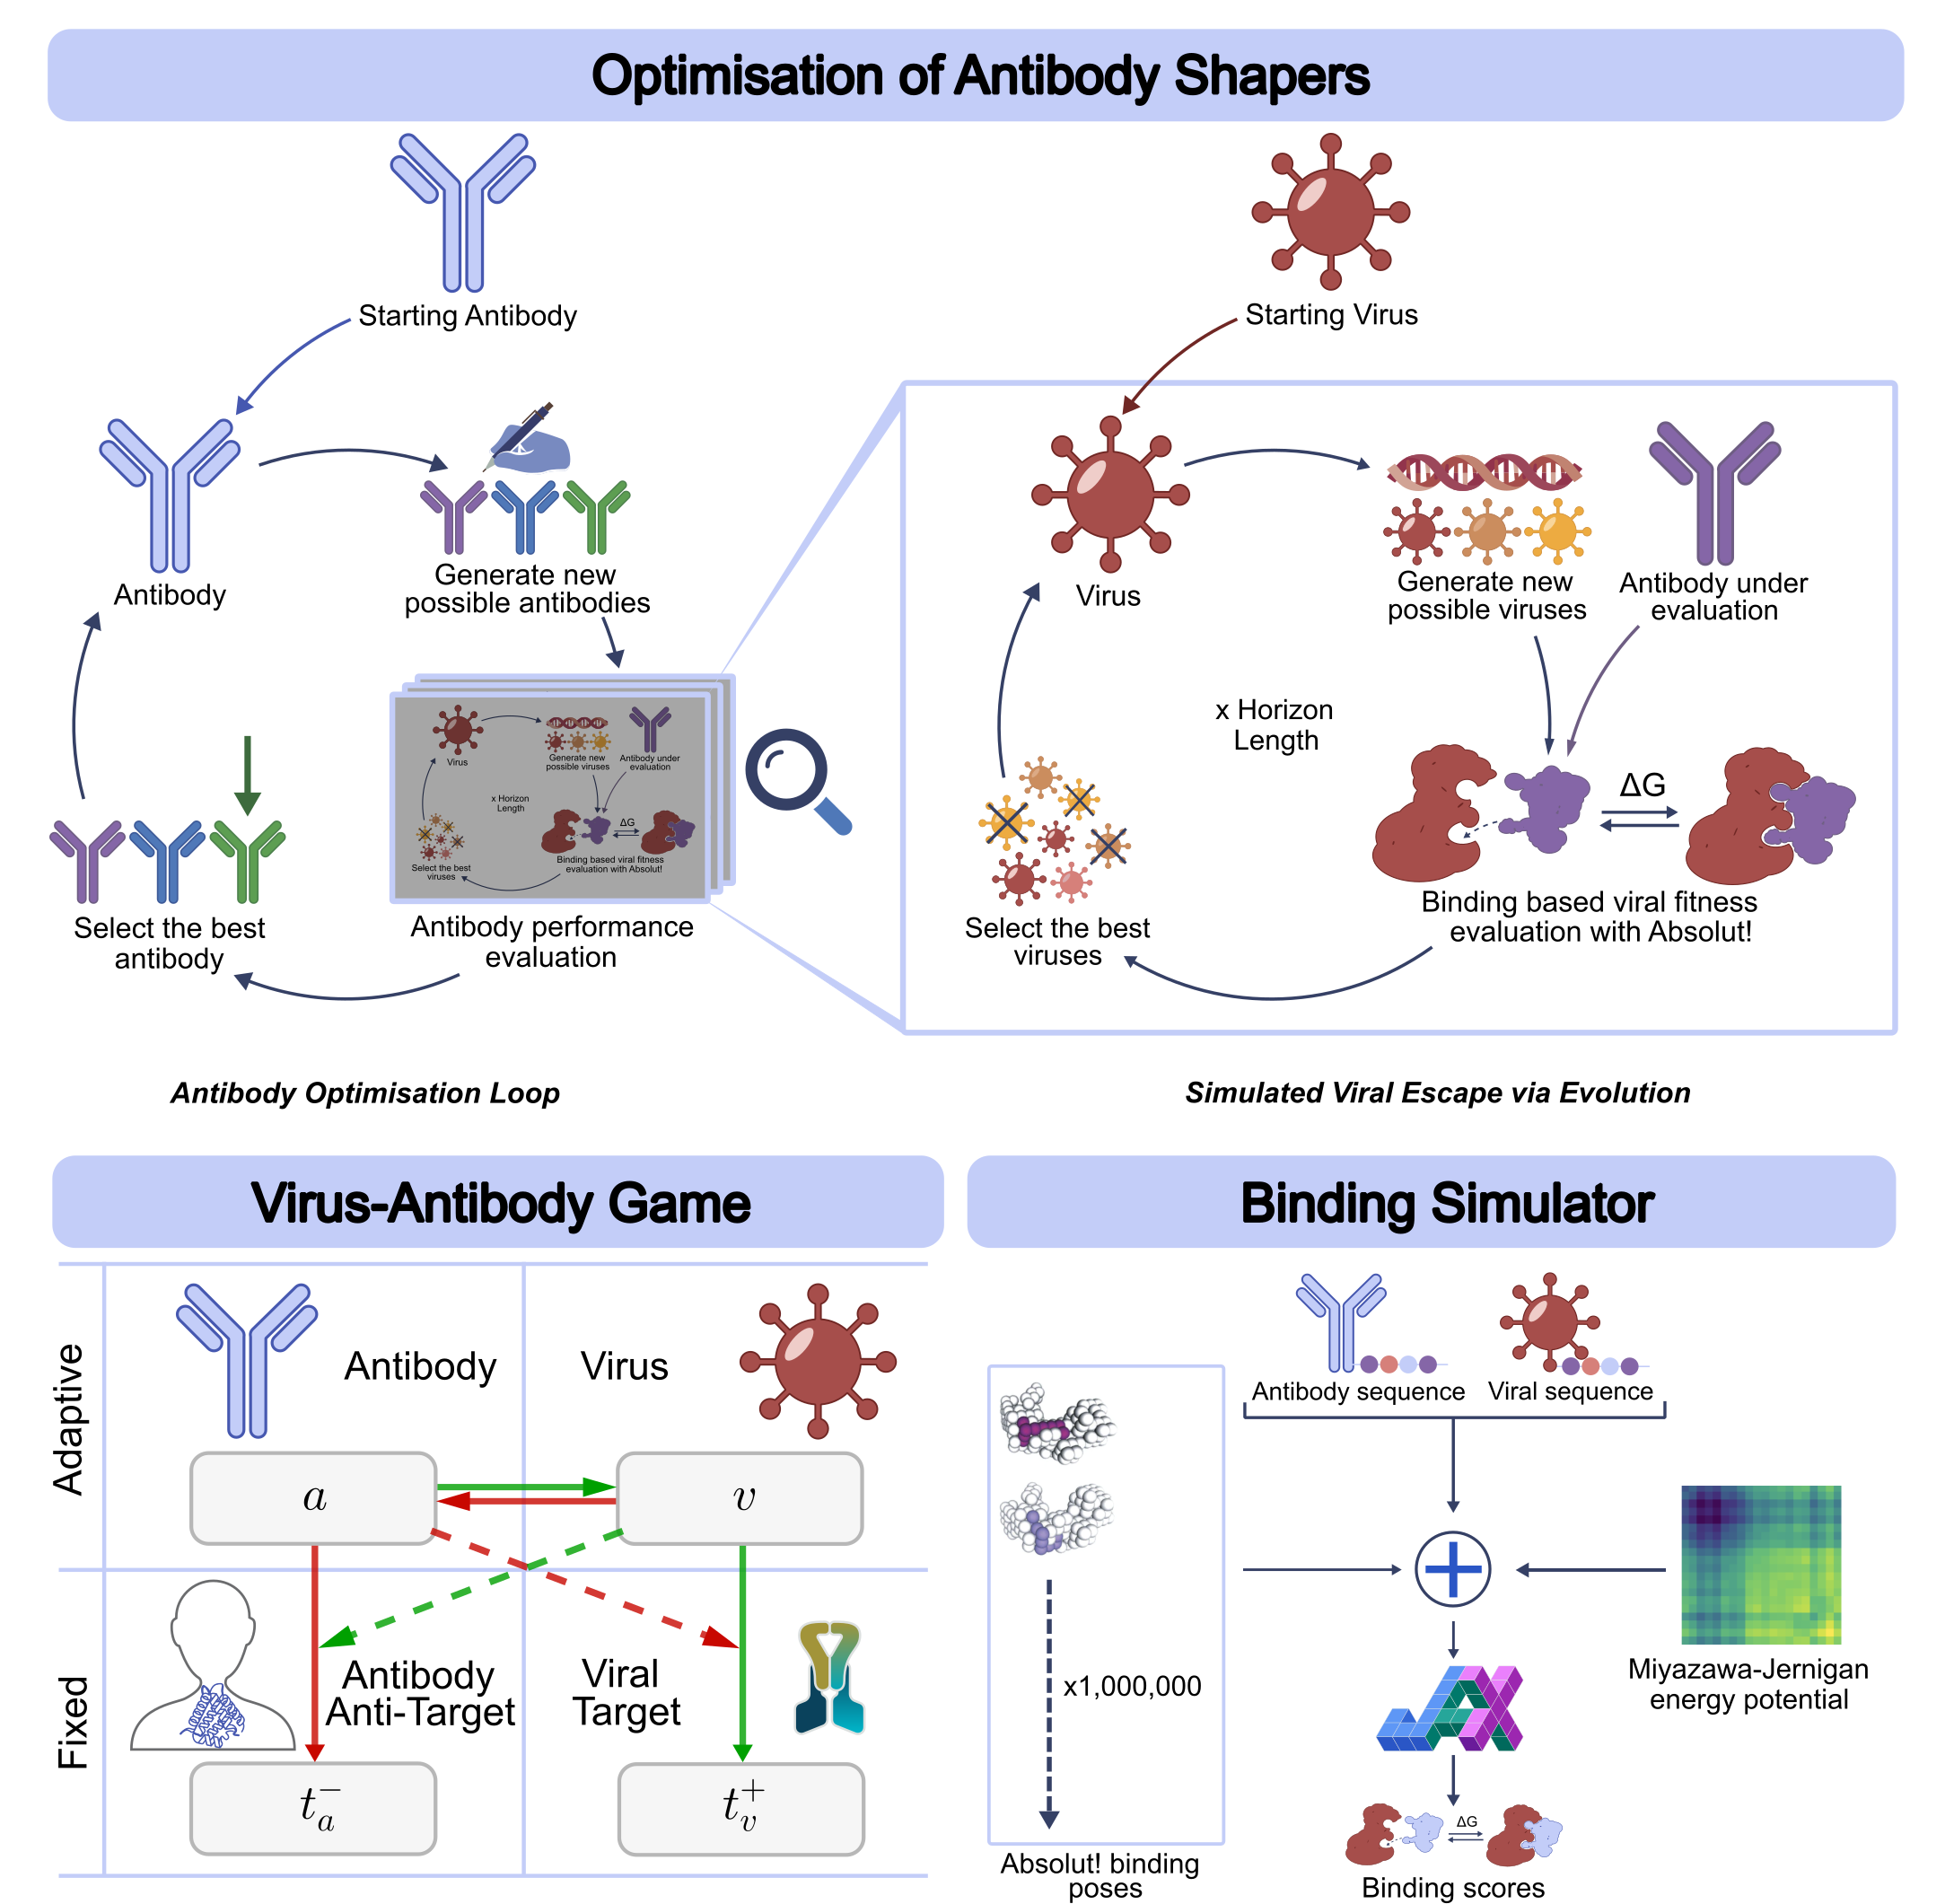 Optimisation of Antibody Shapers
Starting Antibody
Starting Virus
Antibody
Generate new
possible antibodies
Virus
Generate new
possible viruses
Antibody under
evaluation
x Horizon
Length
ΔG
Virus
Generate new
possible viruses
Antibody under
evaluation
x Horizon
Length
ΔG
Binding based viral fitness
evaluation with Absolut!
Select the best
viruses
Select the best
antibody
Antibody performance
evaluation
Binding based viral fitness
evaluation with Absolut!
Select the best
viruses
Antibody Optimisation Loop
Simulated Viral Escape via Evolution
Virus-Antibody Game
Binding Simulator
Adaptive
Antibody
Virus
a
v
Fixed
Antibody
Anti-Target
Viral
Target
t_a^-
t_v^+
Antibody sequence
Viral sequence
x1,000,000
Miyazawa-Jernigan
energy potential
JAX
ΔG
Absolut! binding
poses
Binding scores